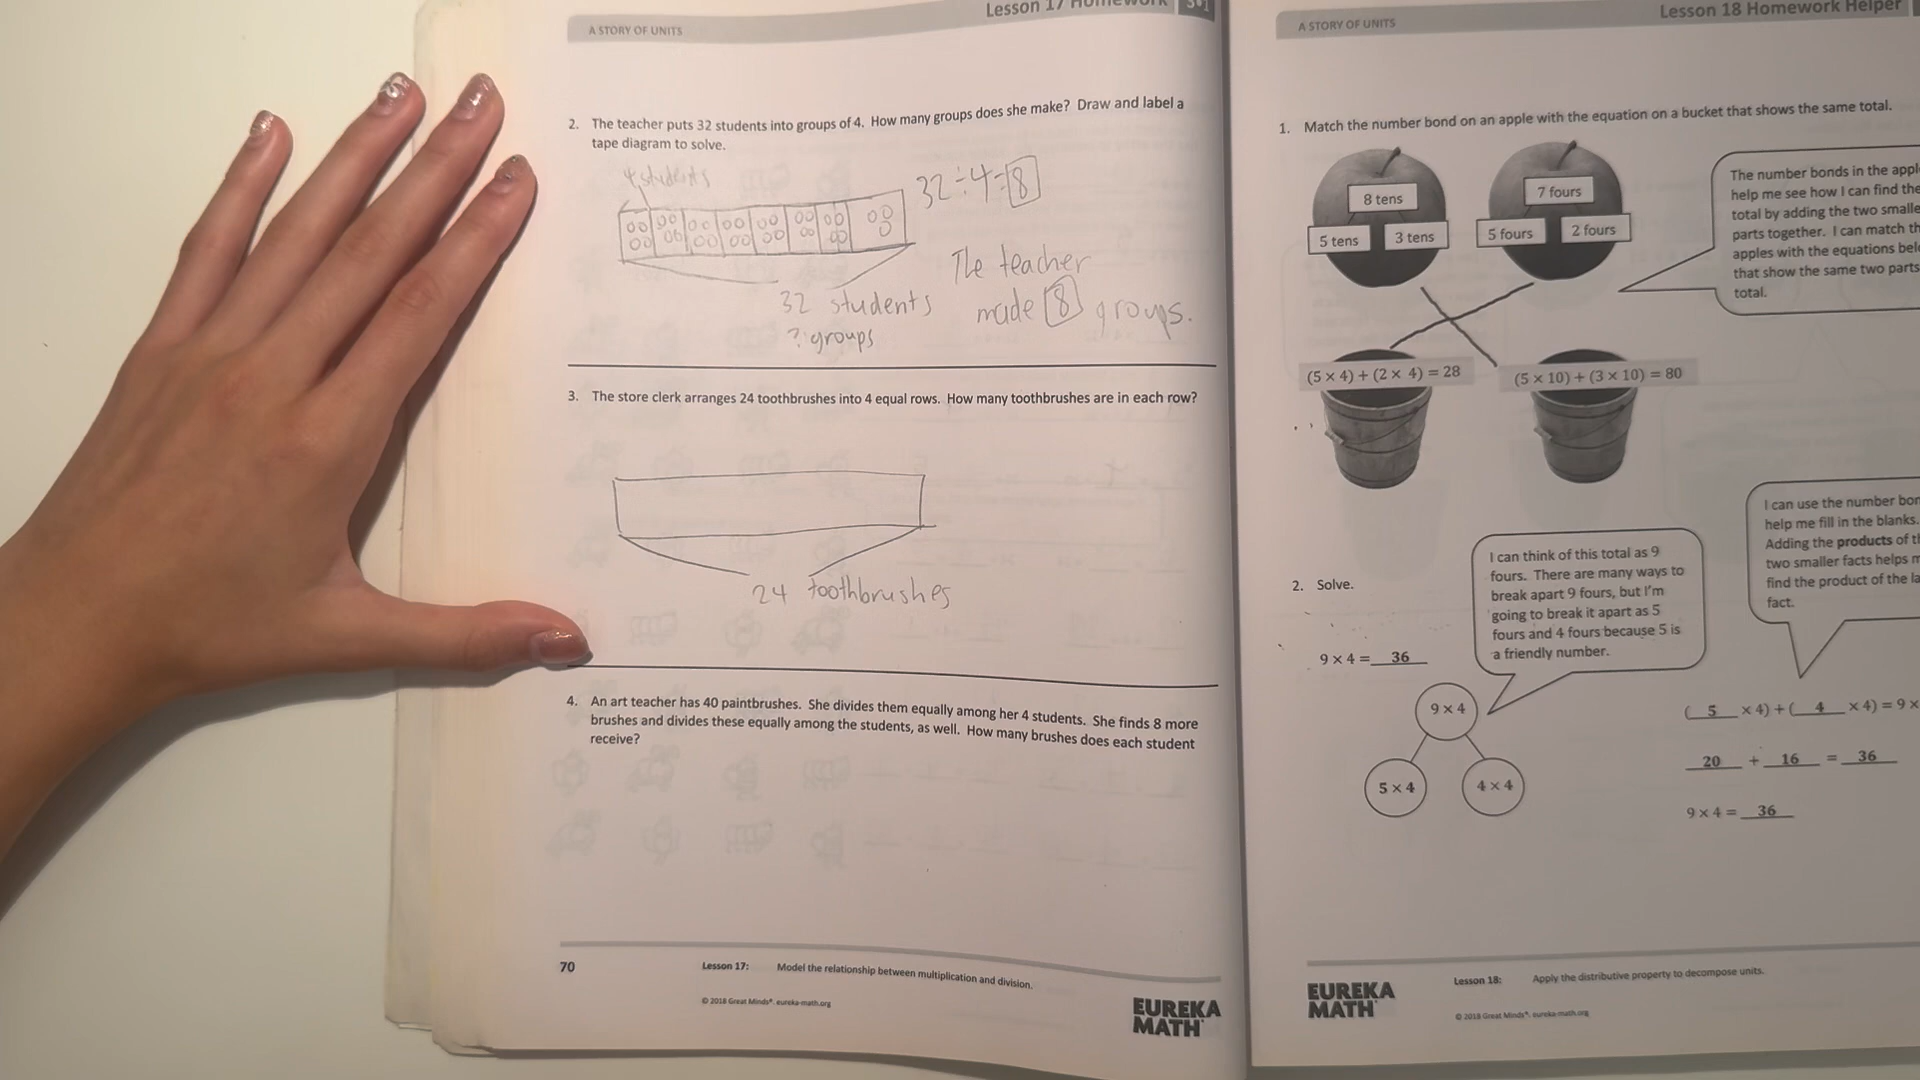 Lesson 17 Homework 3•1
A STORY OF UNITS
2. The teacher puts 32 students into groups of 4. How many groups does she make? Draw and label a
tape diagram to solve.
4 students
32 ÷ 4 = 8
32 students
? groups
The teacher
made 8 groups.
3. The store clerk arranges 24 toothbrushes into 4 equal rows. How many toothbrushes are in each row?
24 toothbrushes
4. An art teacher has 40 paintbrushes. She divides them equally among her 4 students. She finds 8 more
brushes and divides these equally among the students, as well. How many brushes does each student
receive?
70
Lesson 17: Model the relationship between multiplication and division.
© 2018 Great Minds®. eureka-math.org
EUREKA
MATH
Lesson 18 Homework Helper
A STORY OF UNITS
1. Match the number bond on an apple with the equation on a bucket that shows the same total.
8 tens
5 tens
3 tens
7 fours
5 fours
2 fours
The number bonds in the
help me see how I can find the
total by adding the two
parts together. I can match
apples with the equations
that show the same two parts
total.
(5 × 4) + (2 × 4) = 28
(5 × 10) + (3 × 10) = 80
2. Solve.
I can think of this total as 9
fours. There are many ways to
break apart 9 fours, but I'm
going to break it apart as 5
fours and 4 fours because 5 is
a friendly number.
I can use the number
help me fill in the blanks.
Adding the products of
two smaller facts helps
find the product of the
fact.
9 × 4 = 36
9 × 4
5 × 4
4 × 4
( 5 × 4) + ( 4 × 4) = 9 ×
20 + 16 = 36
9 × 4 = 36
EUREKA
MATH
Lesson 18: Apply the distributive property to decompose units.
© 2018 Great Minds®. eureka-math.org